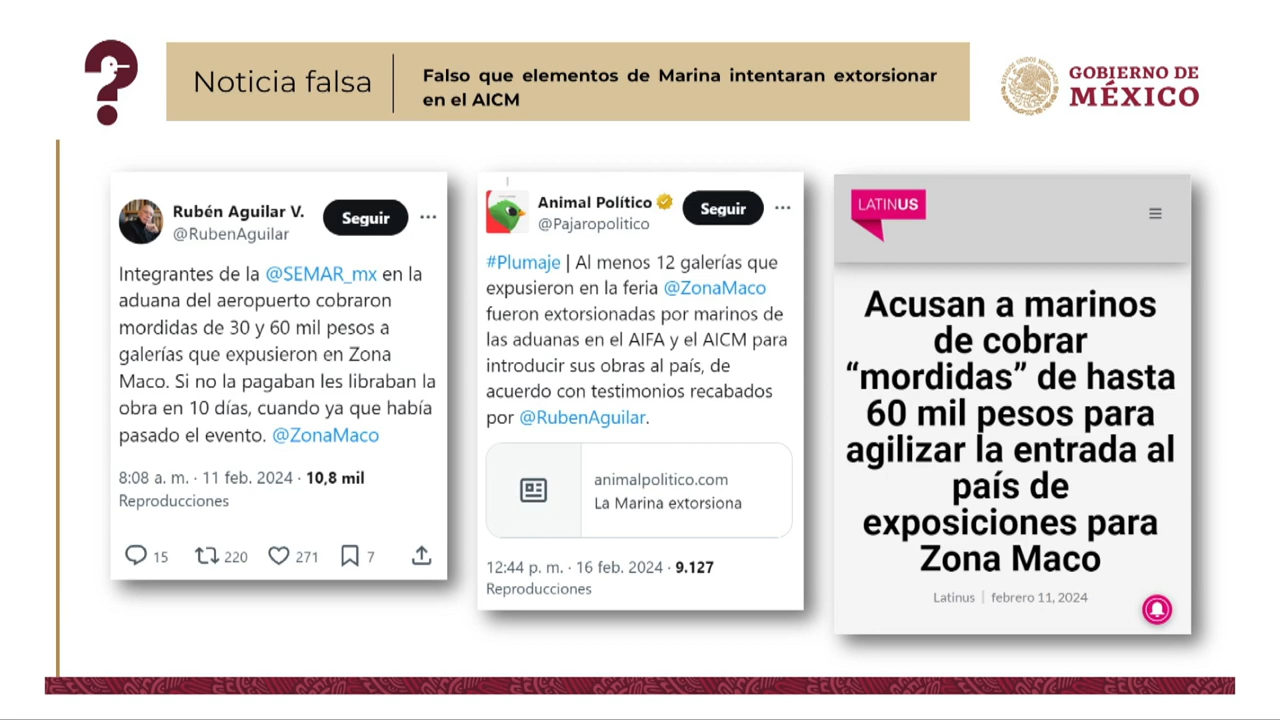 Noticia falsa
Falso que elementos de Marina intentaran extorsionar
en el AICM
GOBIERNO DE
MÉXICO
Rubén Aguilar V.
@RubenAguilar
Seguir
Integrantes de la @SEMAR_mx en la
aduana del aeropuerto cobraron
mordidas de 30 y 60 mil pesos a
galerías que expusieron en Zona
Maco. Si no la pagaban les libraban la
obra en 10 días, cuando ya que había
pasado el evento. @ZonaMaco
8:08 a. m. · 11 feb. 2024 · 10,8 mil
Reproducciones
15 220 271 7
Animal Político
@Pajaropolitico
Seguir
#Plumaje | Al menos 12 galerías que
expusieron en la feria @ZonaMaco
fueron extorsionadas por marinos de
las aduanas en el AIFA y el AICM para
introducir sus obras al país, de
acuerdo con testimonios recabados
por @RubenAguilar.
animalpolitico.com
La Marina extorsiona
12:44 p. m. · 16 feb. 2024 · 9.127
Reproducciones
LATINUS
Acusan a marinos
de cobrar
“mordidas” de hasta
60 mil pesos para
agilizar la entrada al
país de
exposiciones para
Zona Maco
Latinus | febrero 11, 2024